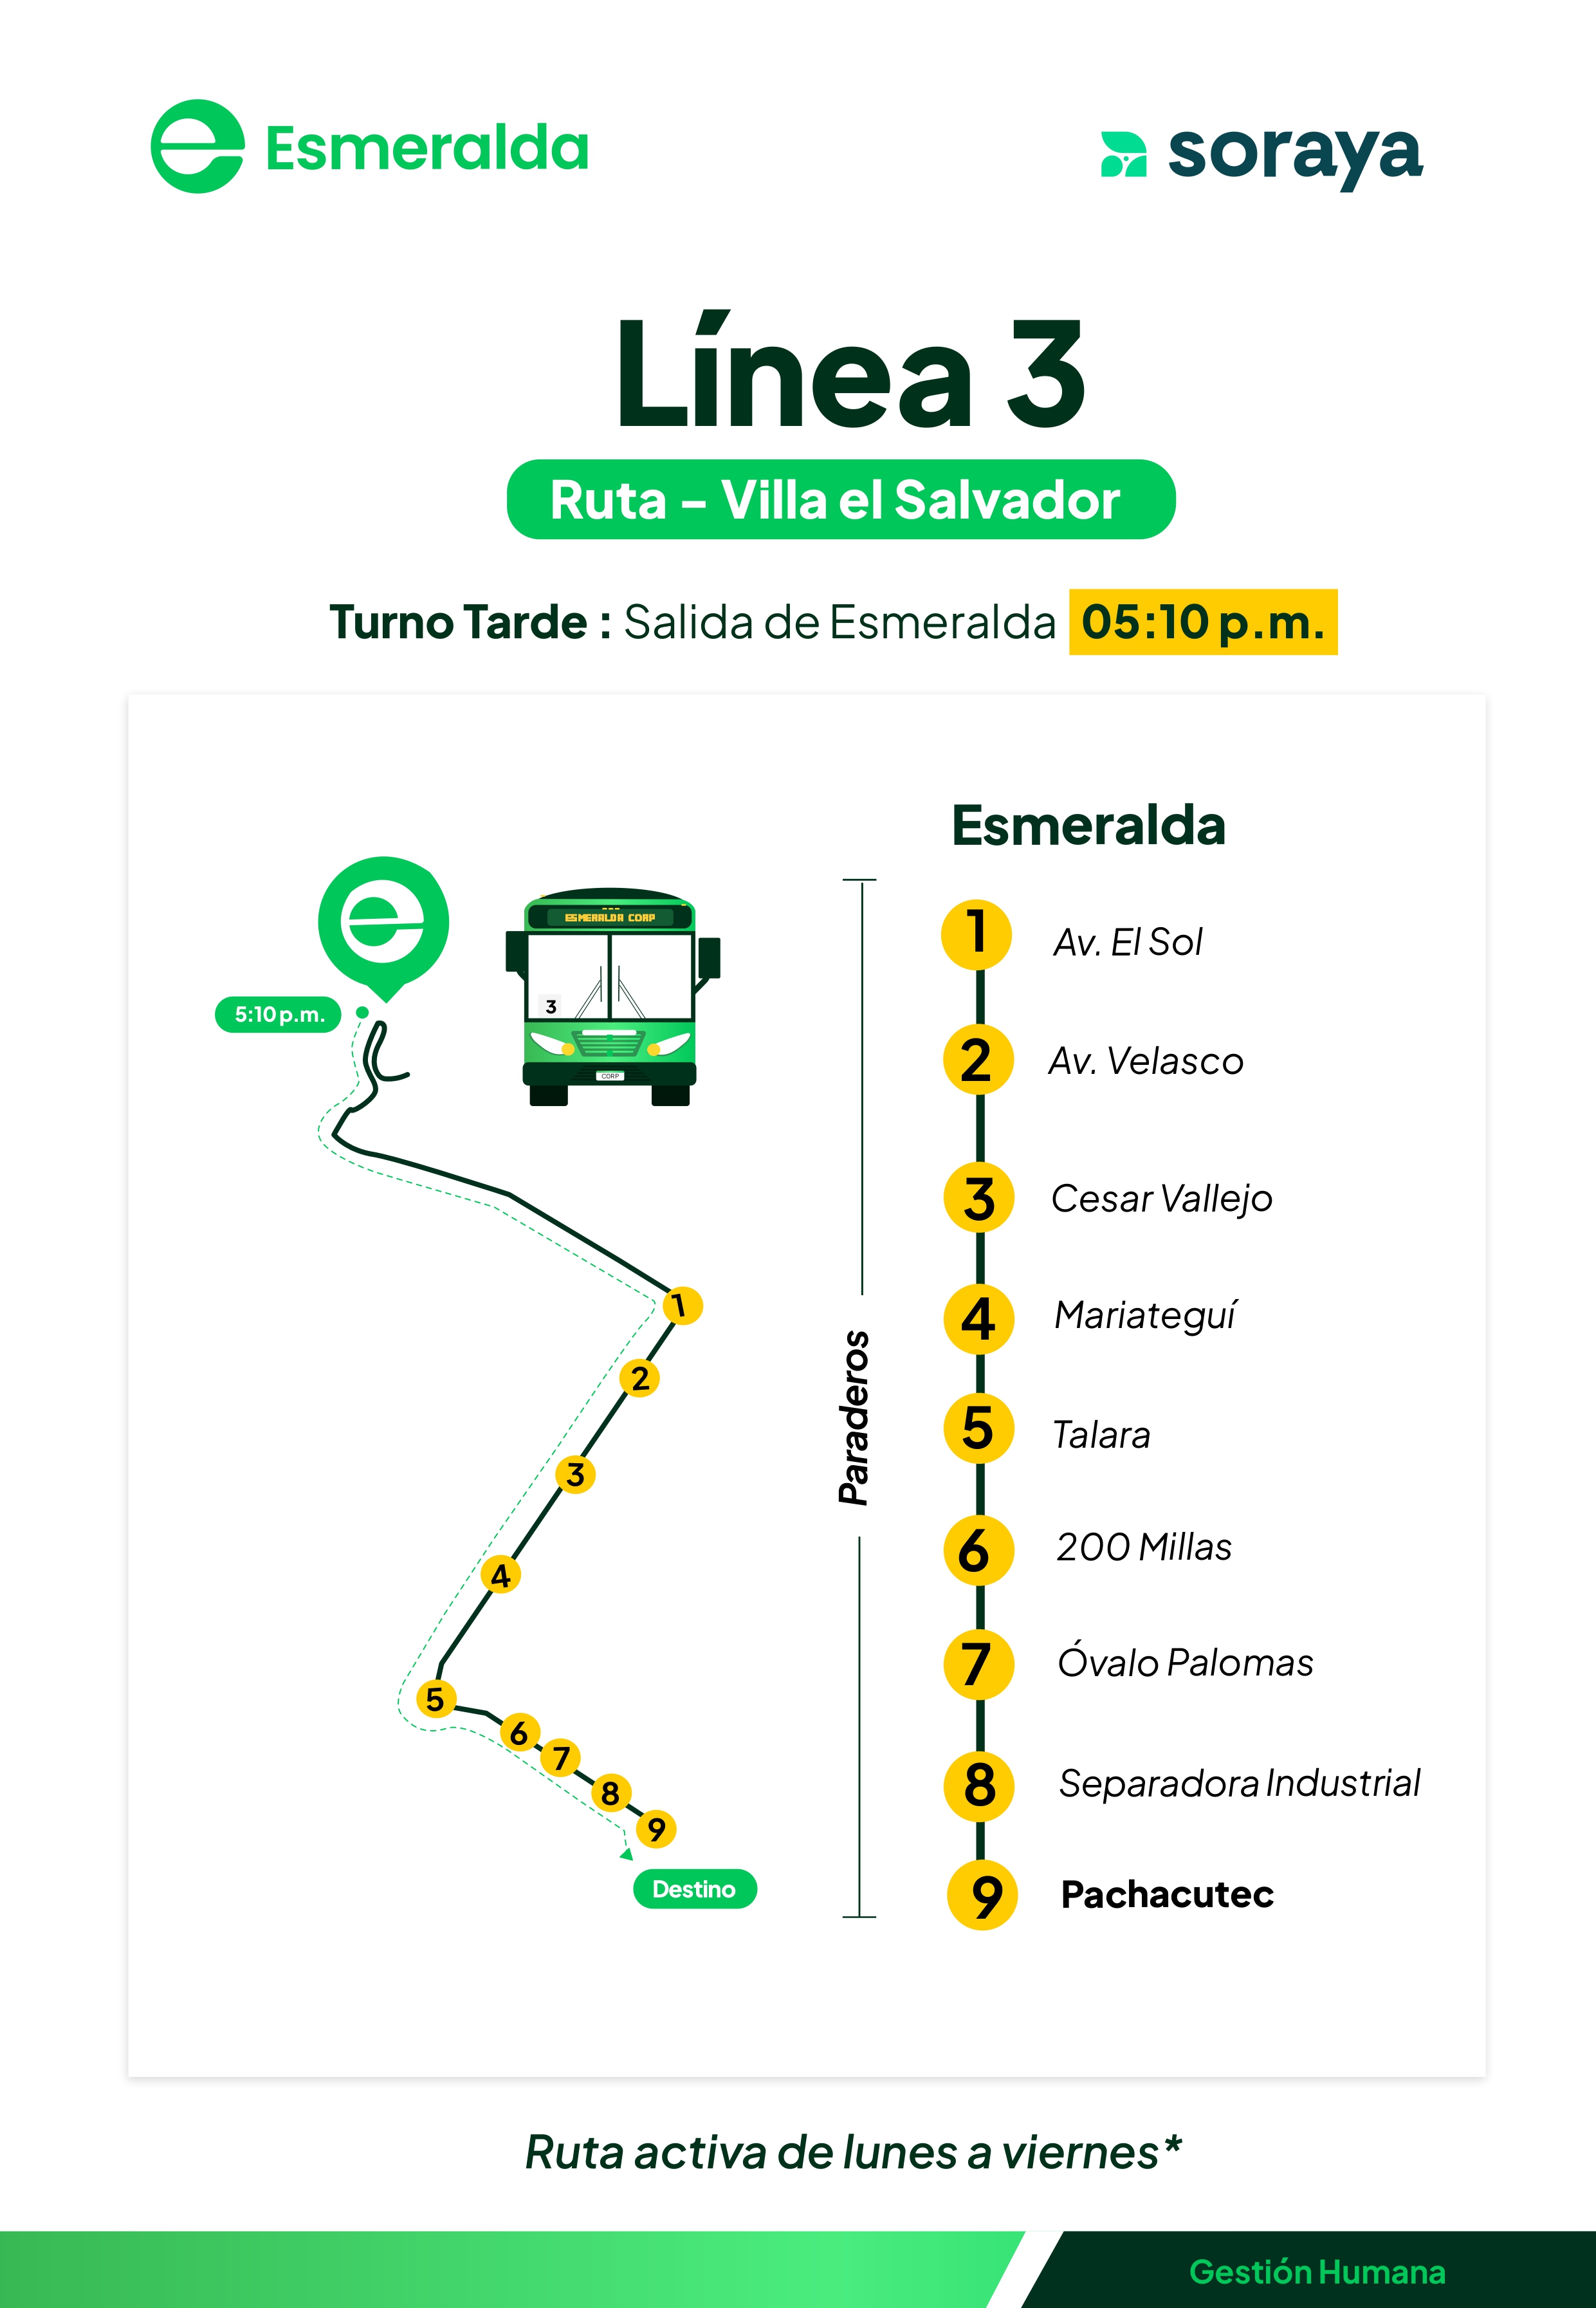 Esmeralda
soraya
Línea 3
Ruta – Villa el Salvador
Turno Tarde : Salida de Esmeralda 05:10 p.m.
5:10 p.m.
ESMERALDA CORP
3
CORP
1
2
3
4
5
6
7
8
9
Destino
Paraderos
Esmeralda
1 Av. El Sol
2 Av. Velasco
3 Cesar Vallejo
4 Mariateguí
5 Talara
6 200 Millas
7 Óvalo Palomas
8 Separadora Industrial
9 Pachacutec
Ruta activa de lunes a viernes*
Gestión Humana